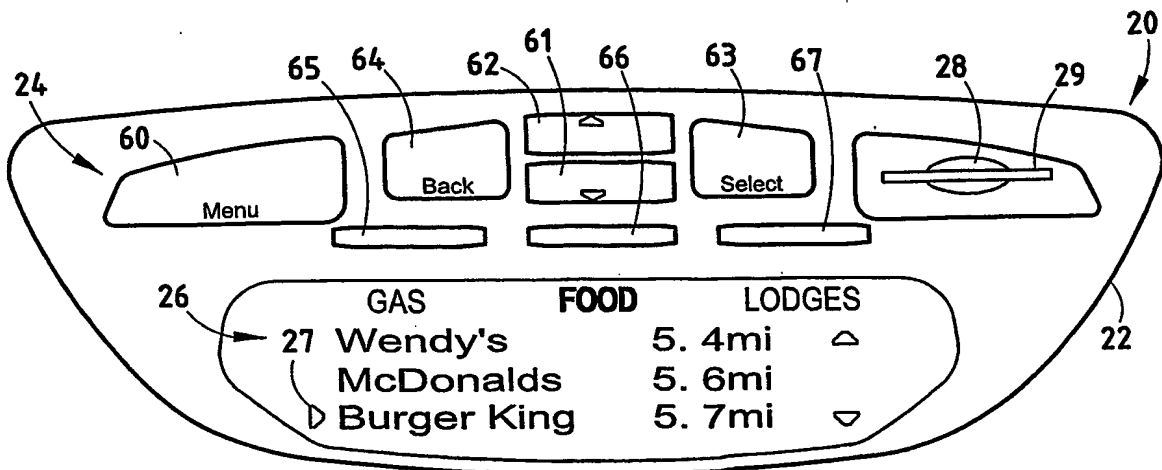 20
61
66
63
67
28
29
62
64
65
24
60
Back
Select
Menu
GAS FOOD LODGES
26
27 Wendy's 5. 4mi
McDonalds 5. 6mi
Burger King 5. 7mi
22